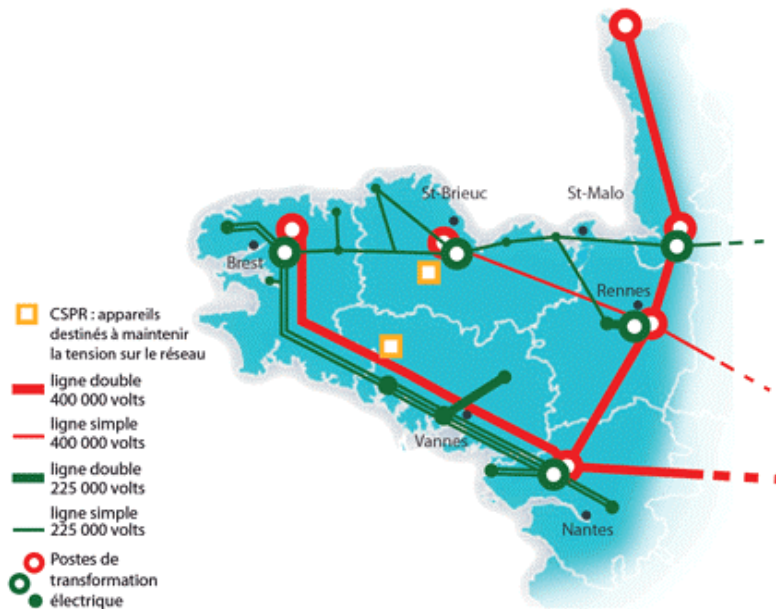 St-Brieuc
St-Malo
Brest
Rennes
Vannes
Nantes
CSPR : appareils
destinés à maintenir
la tension sur le réseau
ligne double
400 000 volts
ligne simple
400 000 volts
ligne double
225 000 volts
ligne simple
225 000 volts
Postes de
transformation
électrique